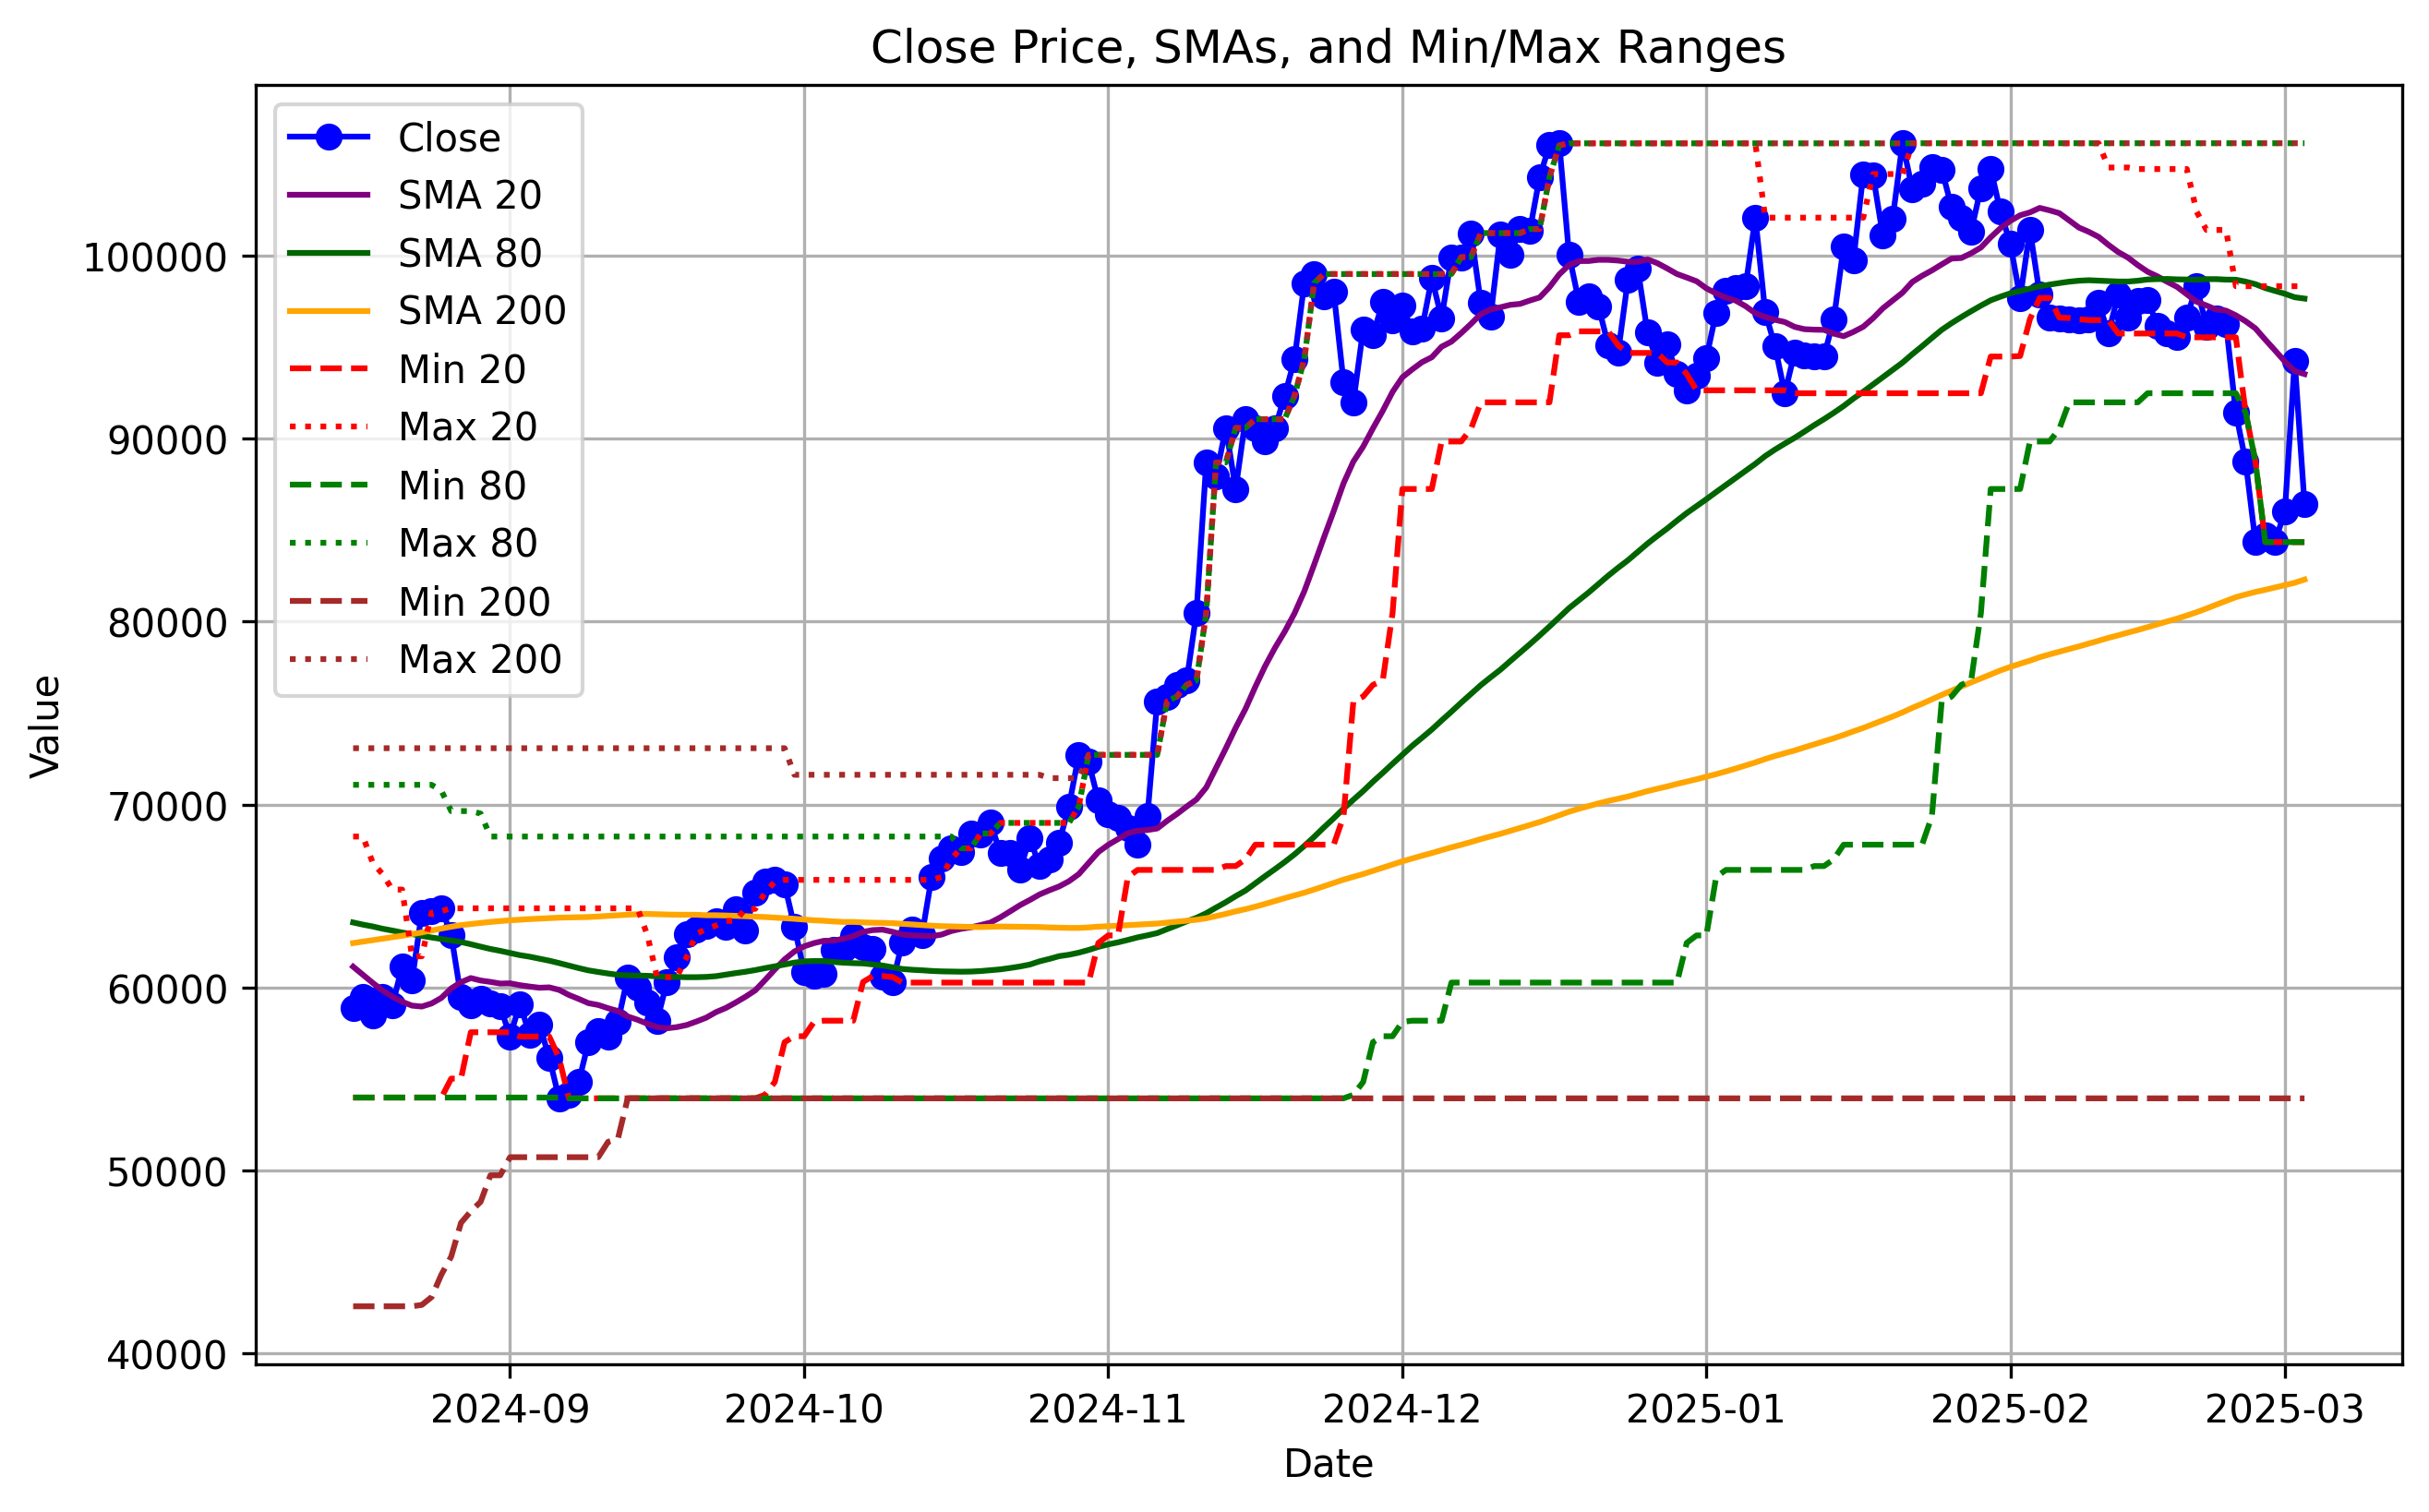 Close Price, SMAs, and Min/Max Ranges
Close
SMA 20
SMA 80
SMA 200
Min 20
Max 20
Min 80
Max 80
Min 200
Max 200
Value
100000
90000
80000
70000
60000
50000
40000
2024-09 2024-10 2024-11 2024-12 2025-01 2025-02 2025-03
Date